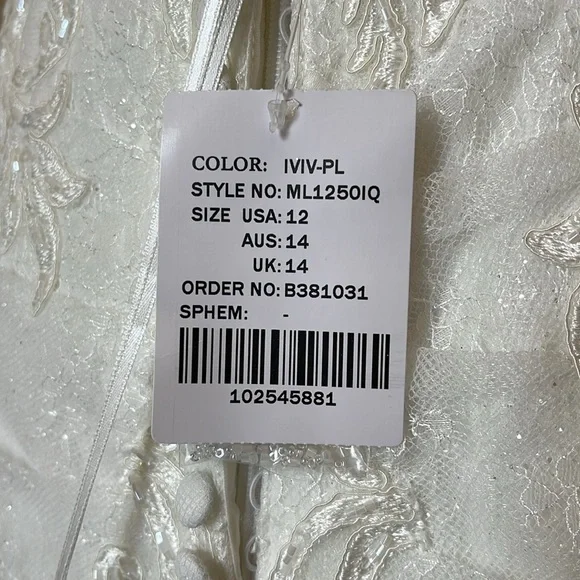 COLOR: IVIV-PL
STYLE NO: ML1250IQ
SIZE USA: 12
AUS: 14
UK: 14
ORDER NO: B381031
SPHEM: -
102545881